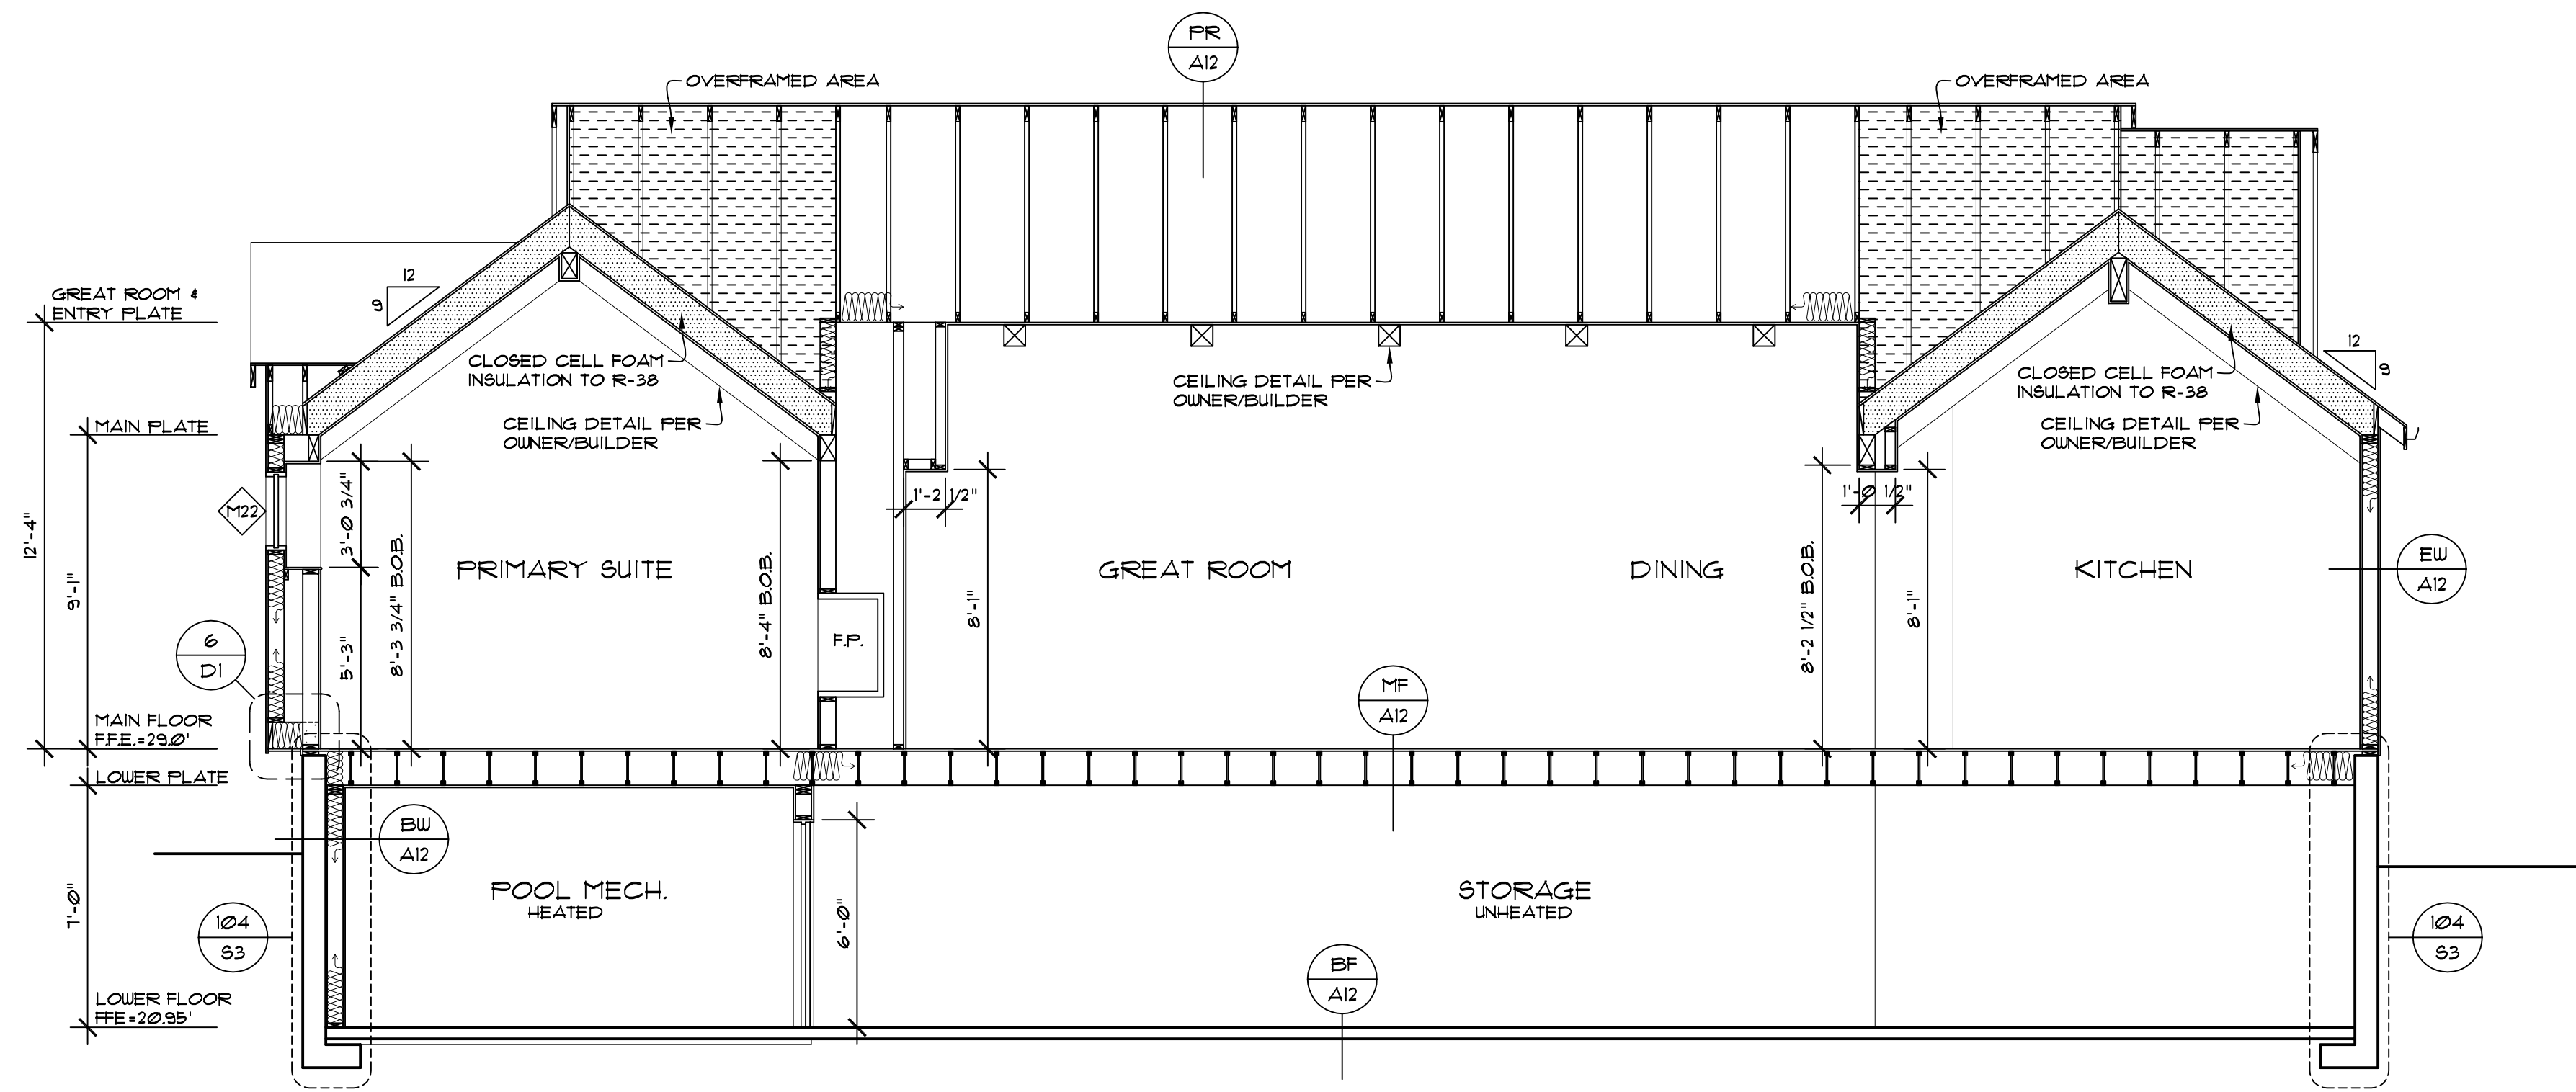 PR
A12
OVERFRAMED AREA
OVERFRAMED AREA
12
9
GREAT ROOM &
ENTRY PLATE
12
9
CLOSED CELL FOAM
INSULATION TO R-38
CEILING DETAIL PER
OWNER/BUILDER
CEILING DETAIL PER
OWNER/BUILDER
CLOSED CELL FOAM
INSULATION TO R-38
CEILING DETAIL PER
OWNER/BUILDER
MAIN PLATE
12'-4"
9'-1"
M22
3'-0 3/4"
5'-3"
8'-3 3/4" B.O.B.
PRIMARY SUITE
8'-4" B.O.B.
F.P.
1'-2 1/2"
8'-1"
GREAT ROOM
DINING
8'-2 1/2" B.O.B.
1'-0 1/2"
8'-1"
KITCHEN
EW
A12
6
D1
MF
A12
MAIN FLOOR
F.F.E.=29.0'
LOWER PLATE
BW
A12
7'-0"
POOL MECH.
HEATED
6'-0"
STORAGE
UNHEATED
104
S3
104
S3
BF
A12
LOWER FLOOR
FFE=20.95'